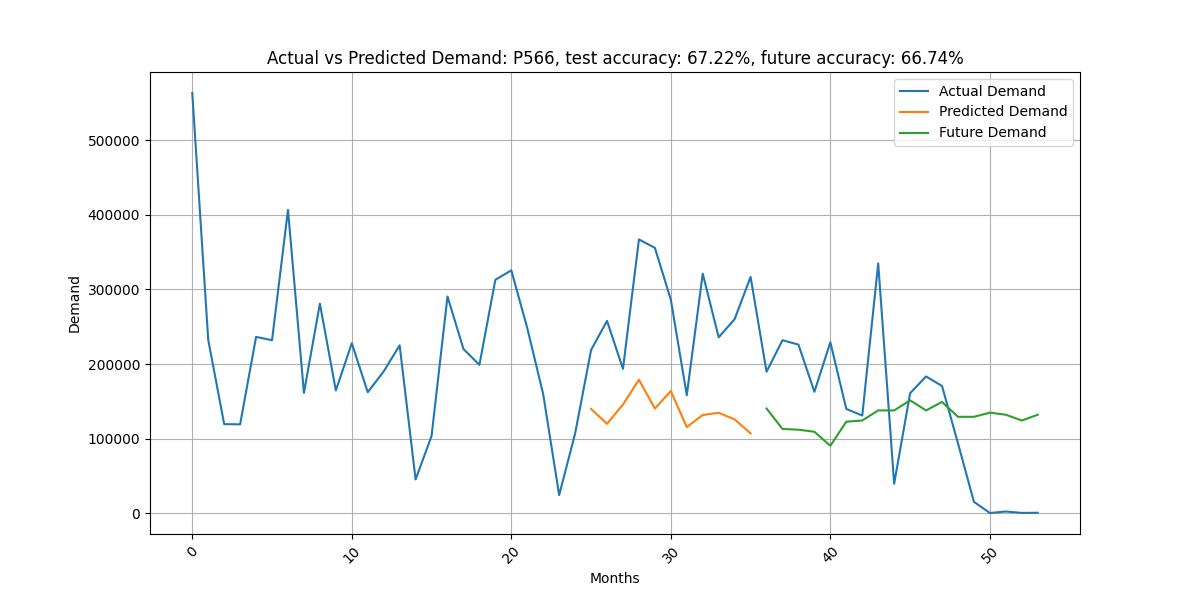 Actual vs Predicted Demand: P566, test accuracy: 67.22%, future accuracy: 66.74%
Actual Demand
Predicted Demand
Future Demand
500000
400000
300000
200000
100000
0
Demand
0 10 20 30 40 50
Months